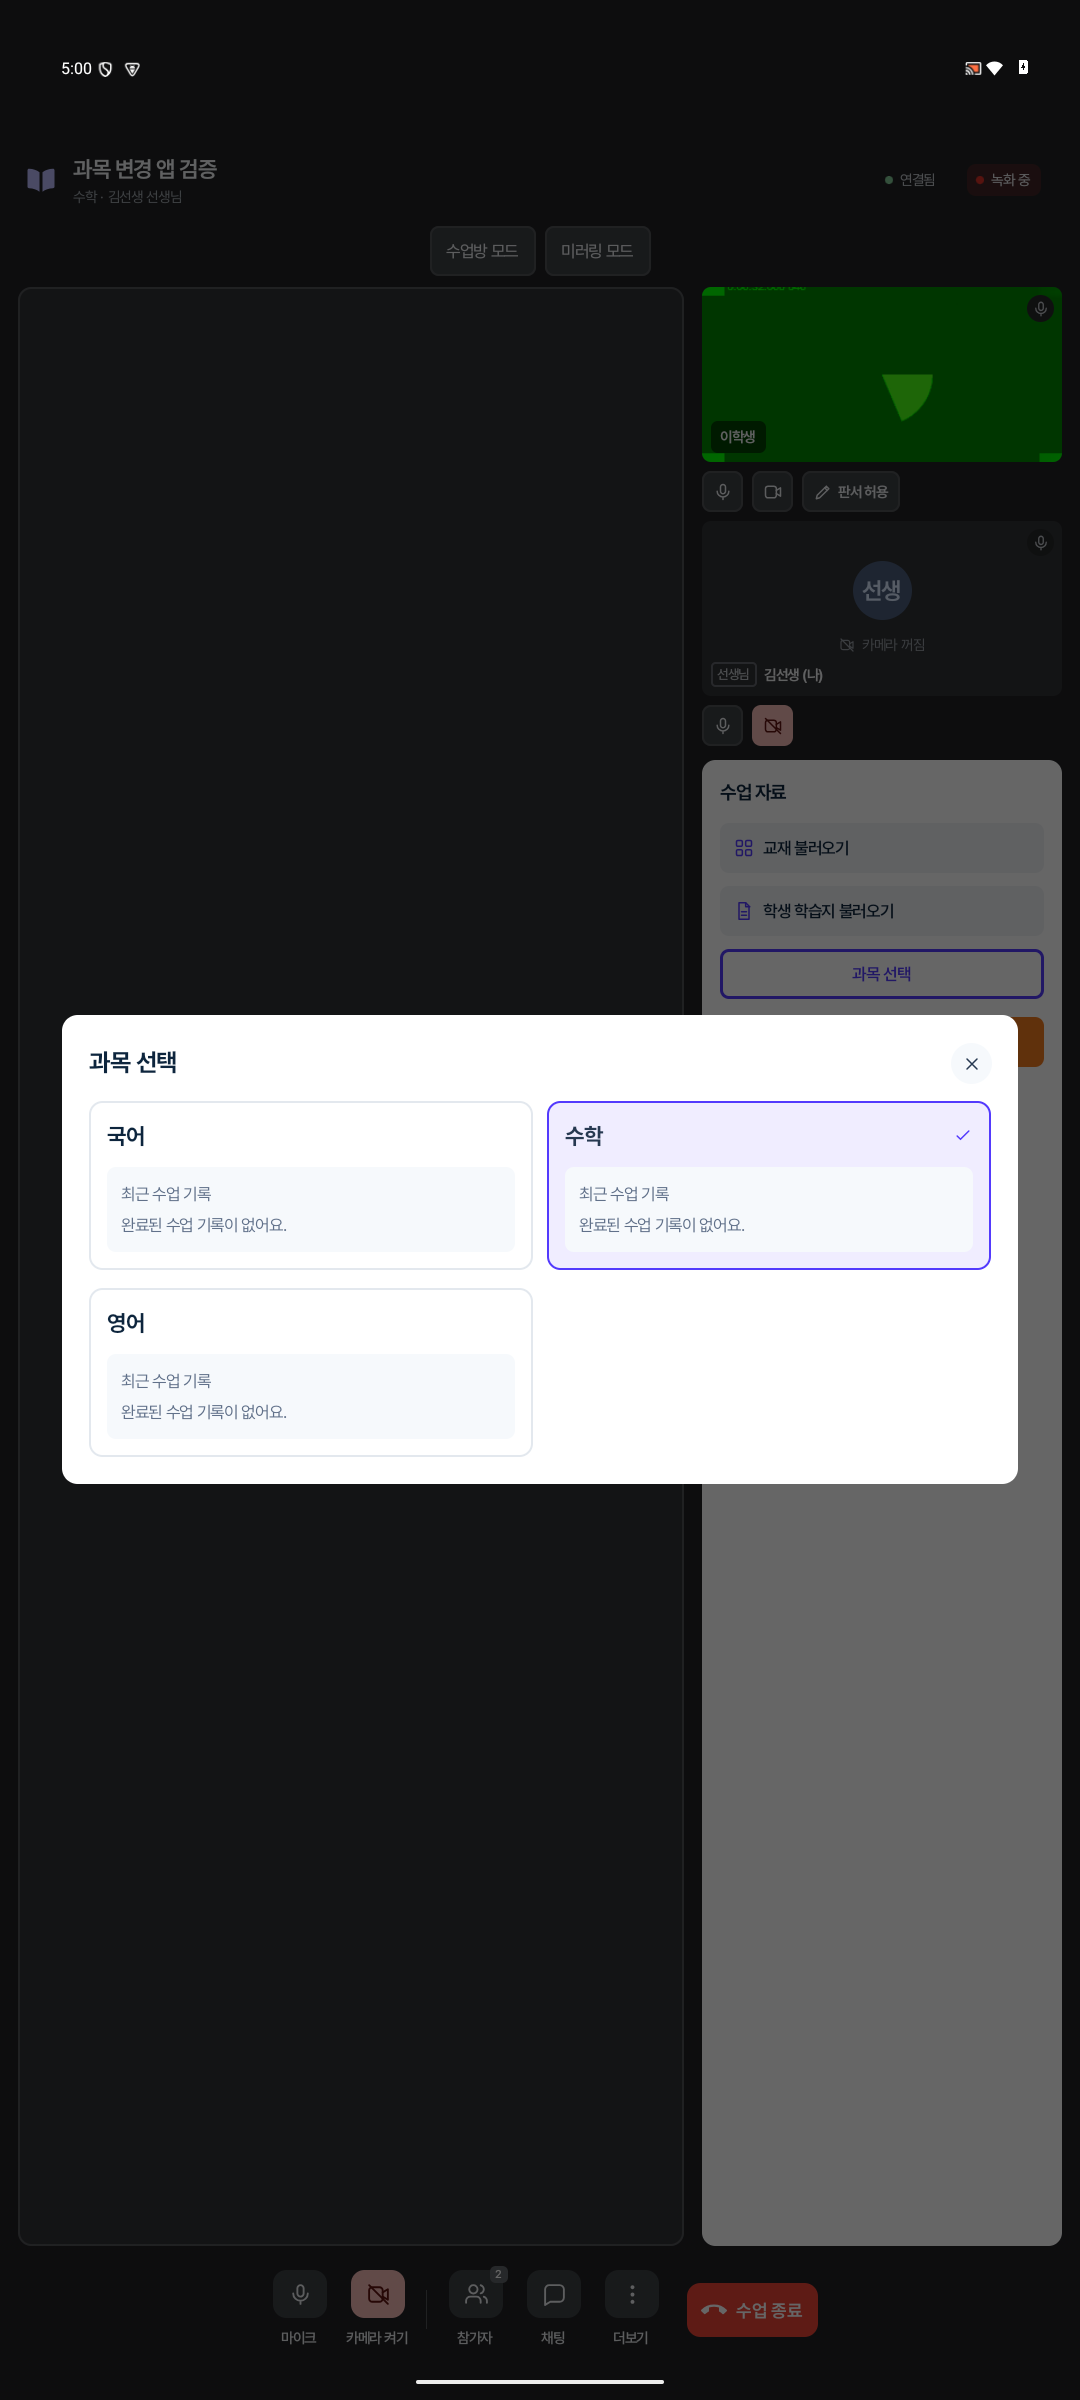 5:00
과목 변경 앱 검증
수학 · 김선생 선생님
연결됨
녹화 중
수업방 모드
미러링 모드
이학생
판서 허용
선생
카메라 꺼짐
선생님
김선생 (나)
수업 자료
교재 불러오기
학생 학습지 불러오기
과목 선택
과목 선택
국어
최근 수업 기록
완료된 수업 기록이 없어요.
수학
최근 수업 기록
완료된 수업 기록이 없어요.
영어
최근 수업 기록
완료된 수업 기록이 없어요.
2
마이크
카메라 켜기
참가자
채팅
더보기
수업 종료